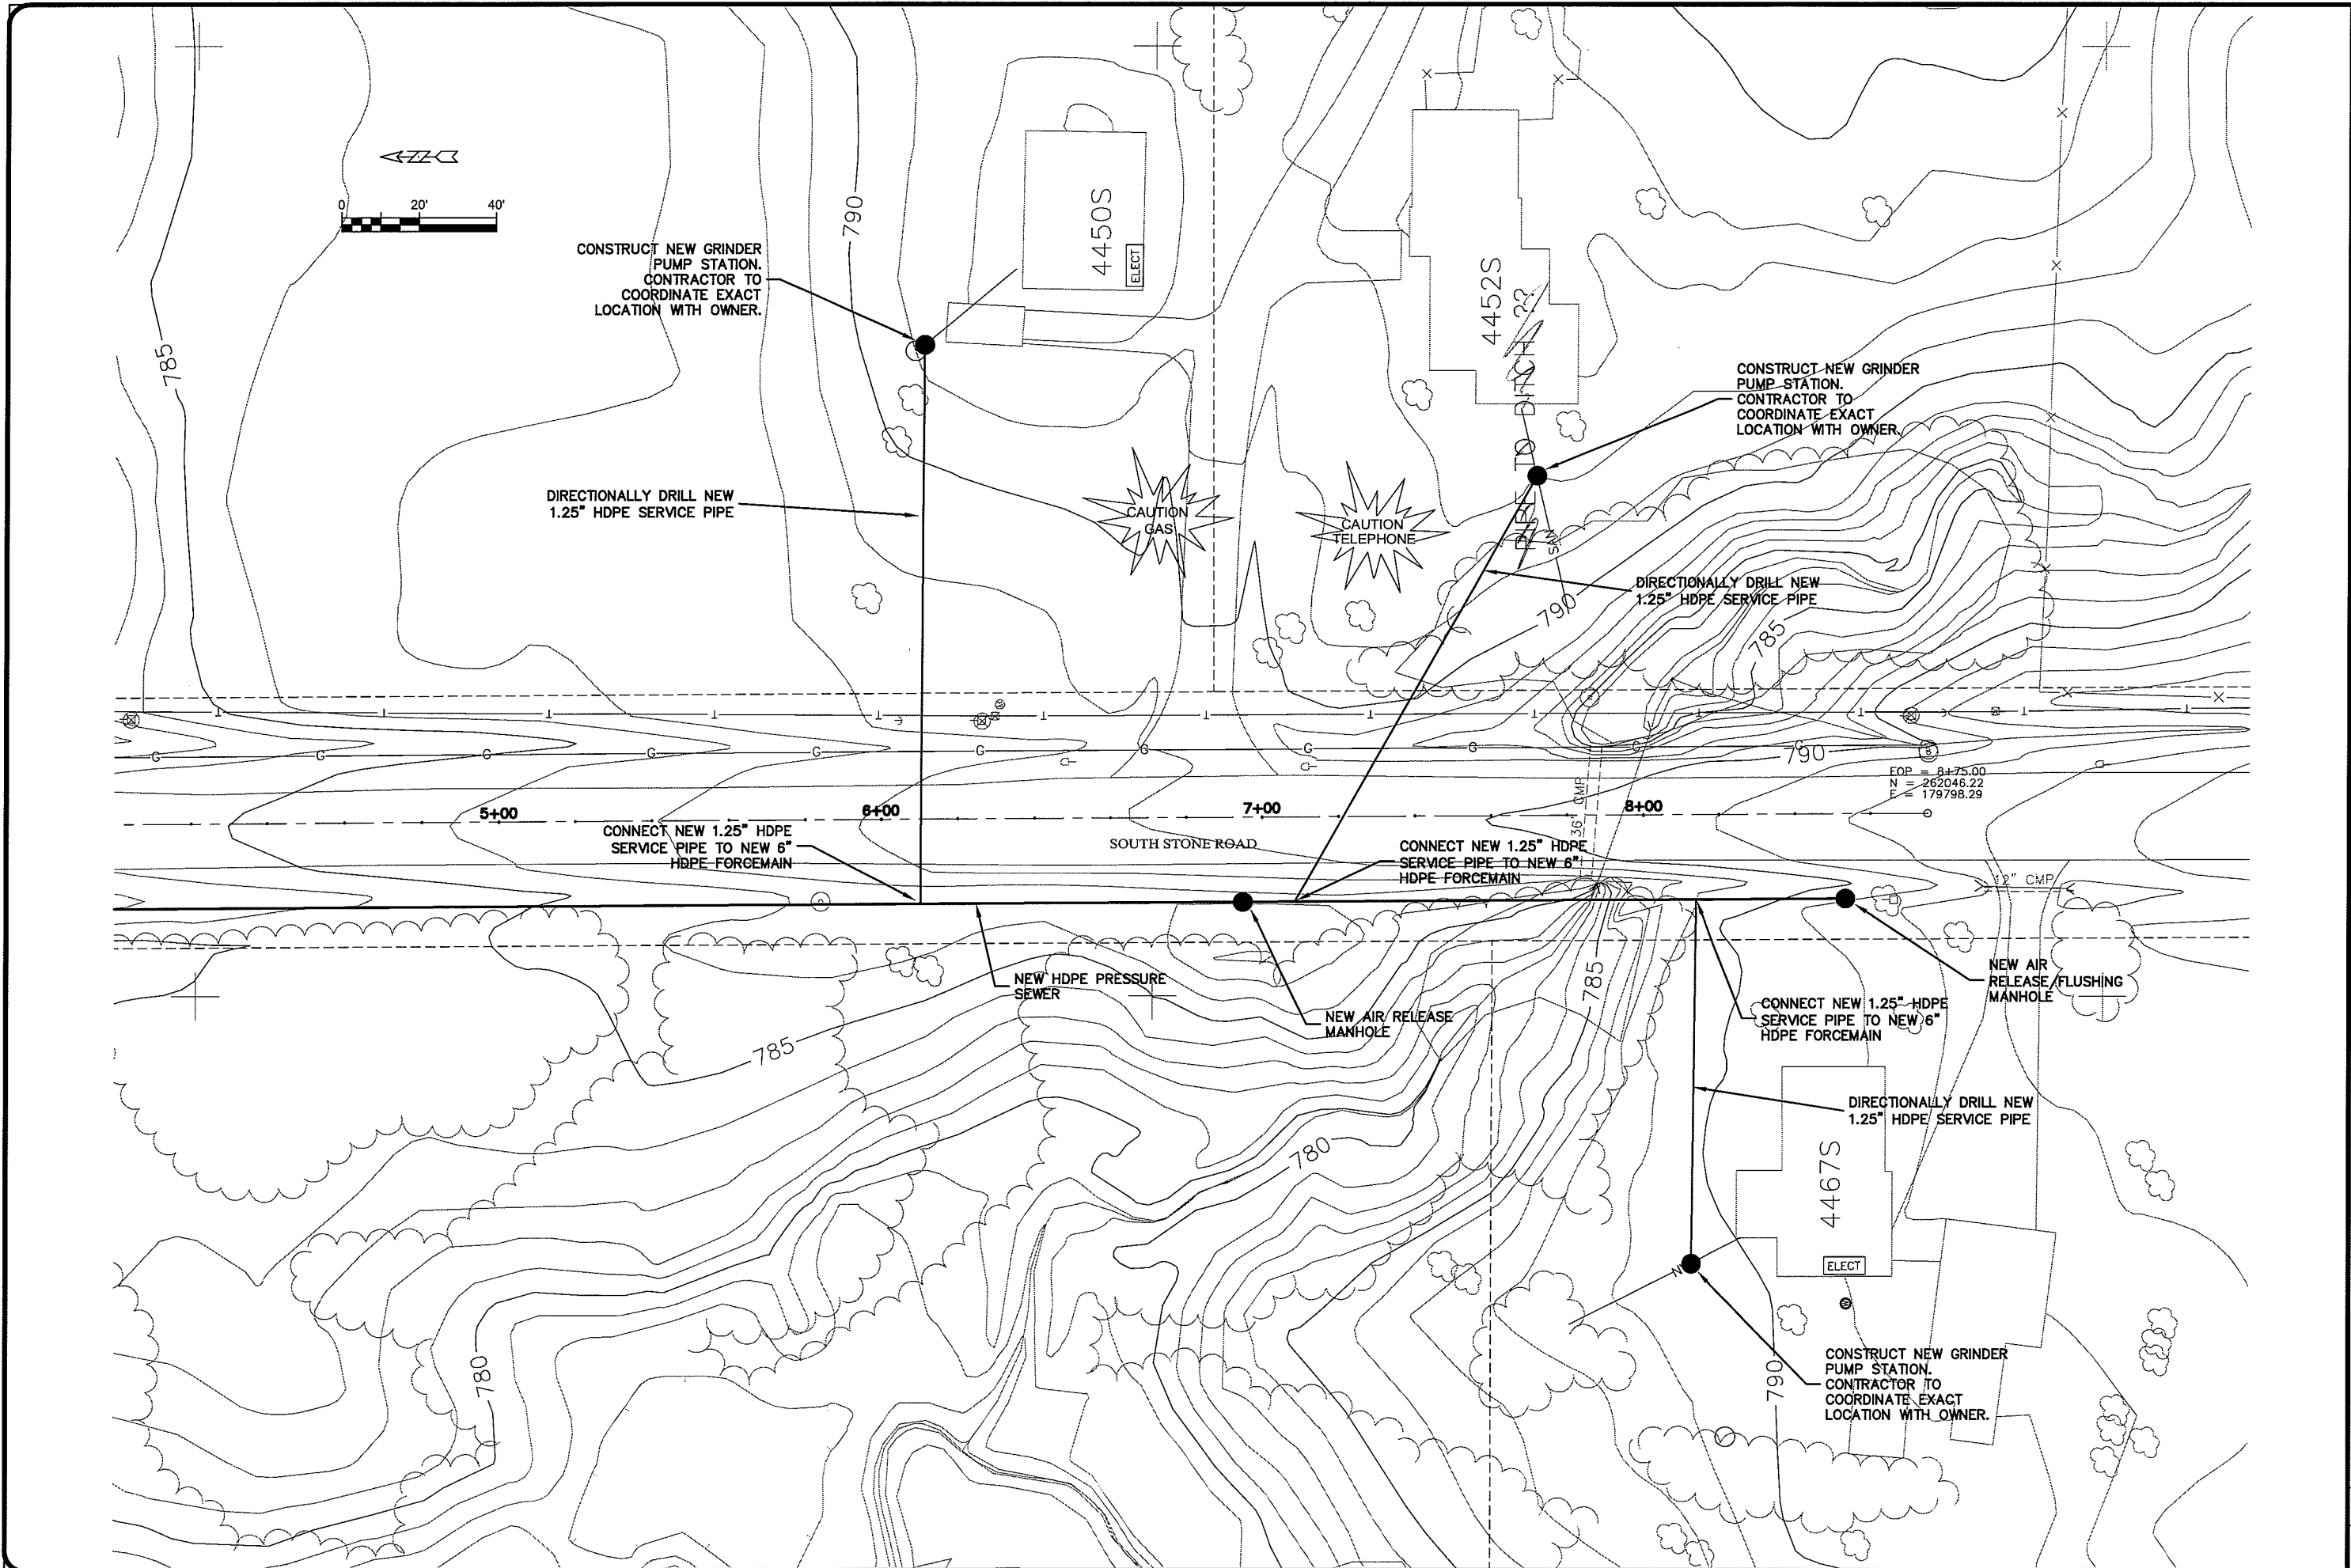 0 20' 40'
790
4450S
ELECT
CONSTRUCT NEW GRINDER
PUMP STATION.
CONTRACTOR TO
COORDINATE EXACT
LOCATION WITH OWNER.
785
4452S
PIPE TO DITCH ??
CONSTRUCT NEW GRINDER
PUMP STATION.
CONTRACTOR TO
COORDINATE EXACT
LOCATION WITH OWNER.
DIRECTIONALLY DRILL NEW
1.25" HDPE SERVICE PIPE
CAUTION
GAS
CAUTION
TELEPHONE
SAN
DIRECTIONALLY DRILL NEW
1.25" HDPE SERVICE PIPE
790
785
T T T T T T T T T T T T T
G G G G G G G G G G G
790
EOP = 8+75.00
N = 262046.22
E = 179798.29
5+00
6+00
7+00
8+00
36" CMP
CONNECT NEW 1.25" HDPE
SERVICE PIPE TO NEW 6"
HDPE FORCEMAIN
SOUTH STONE ROAD
CONNECT NEW 1.25" HDPE
SERVICE PIPE TO NEW 6"
HDPE FORCEMAIN
12" CMP
NEW HDPE PRESSURE
SEWER
NEW AIR RELEASE
MANHOLE
785
NEW AIR
RELEASE/FLUSHING
MANHOLE
CONNECT NEW 1.25" HDPE
SERVICE PIPE TO NEW 6"
HDPE FORCEMAIN
785
DIRECTIONALLY DRILL NEW
1.25" HDPE SERVICE PIPE
780
4467S
ELECT
780
790
CONSTRUCT NEW GRINDER
PUMP STATION.
CONTRACTOR TO
COORDINATE EXACT
LOCATION WITH OWNER.